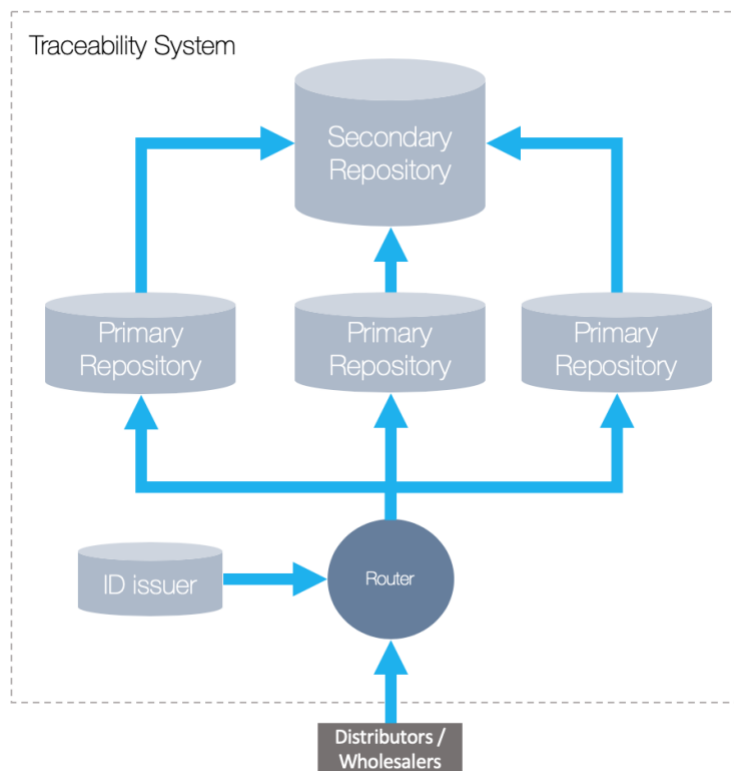 Traceability System
Secondary
Repository
Primary
Repository
Primary
Repository
Primary
Repository
ID issuer
Router
Distributors /
Wholesalers